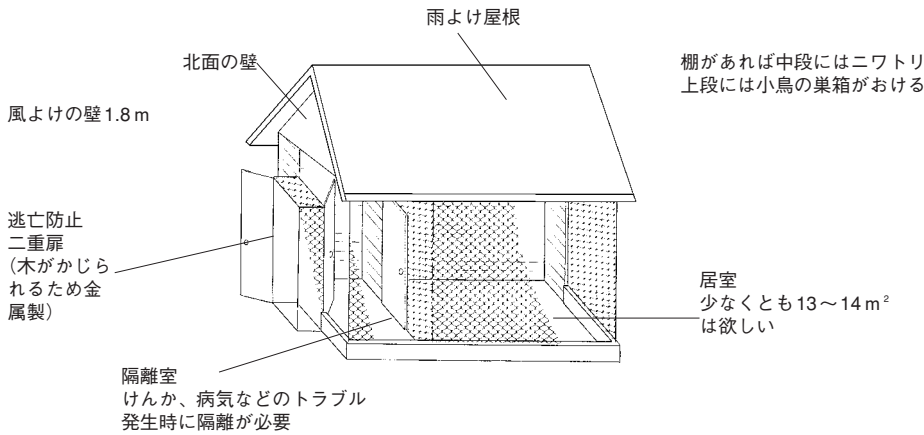 雨よけ屋根
北面の壁
棚があれば中段にはニワトリ
上段には小鳥の巣箱がおける
風よけの壁1.8m
逃亡防止
二重扉
(木がかじら
れるため金
属製)
居室
少なくとも13〜14m²
は欲しい
隔離室
けんか、病気などのトラブル
発生時に隔離が必要